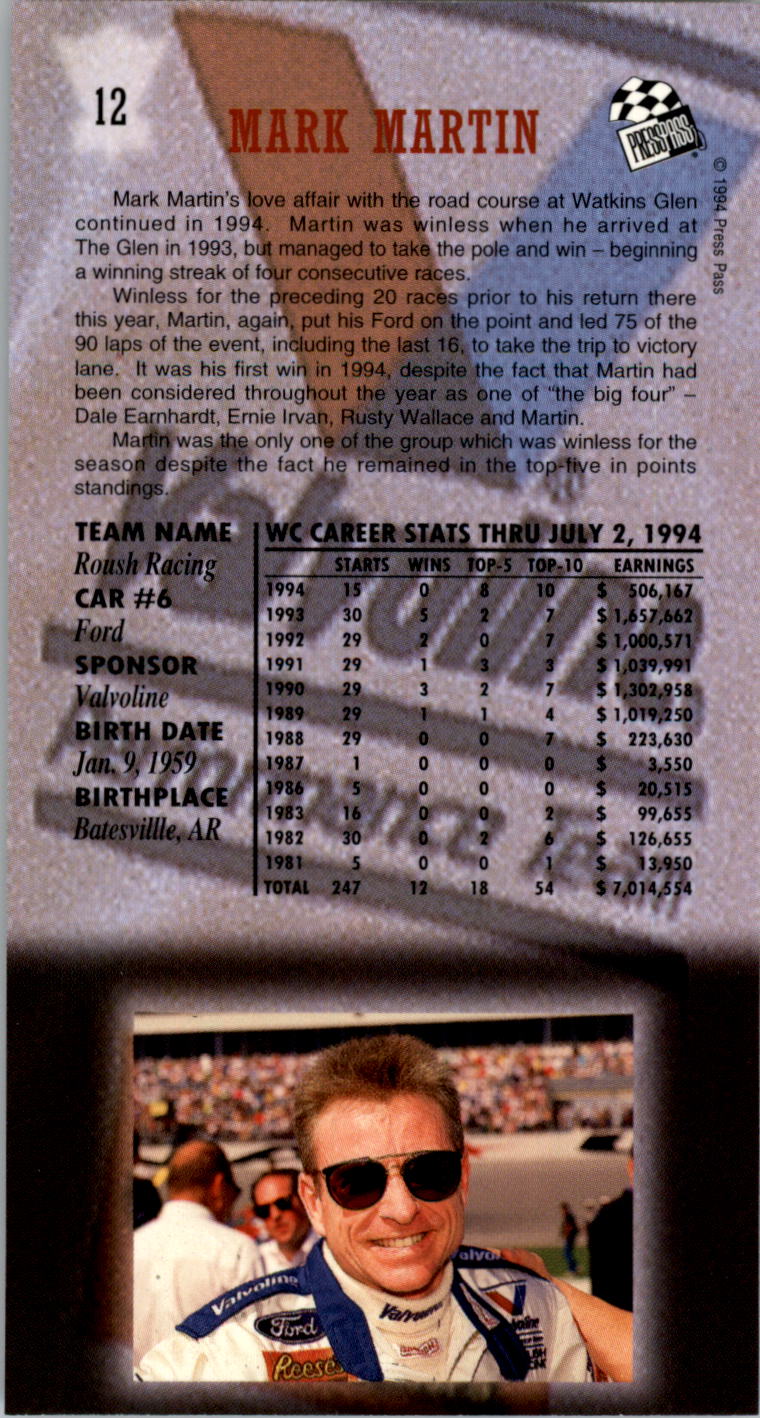 12
MARK MARTIN
PRESS PASS
© 1994 Press Pass
Mark Martin's love affair with the road course at Watkins Glen
continued in 1994. Martin was winless when he arrived at
The Glen in 1993, but managed to take the pole and win – beginning
a winning streak of four consecutive races.
Winless for the preceding 20 races prior to his return there
this year, Martin, again, put his Ford on the point and led 75 of the
90 laps of the event, including the last 16, to take the trip to victory
lane. It was his first win in 1994, despite the fact that Martin had
been considered throughout the year as one of "the big four" –
Dale Earnhardt, Ernie Irvan, Rusty Wallace and Martin.
Martin was the only one of the group which was winless for the
season despite the fact he remained in the top-five in points
standings.
TEAM NAME
Roush Racing
CAR #6
Ford
SPONSOR
Valvoline
BIRTH DATE
Jan. 9, 1959
BIRTHPLACE
Batesvillle, AR
WC CAREER STATS THRU JULY 2, 1994
STARTS WINS TOP-5 TOP-10 EARNINGS
1994 15 0 8 10 $ 506,167
1993 30 5 2 7 $ 1,657,662
1992 29 2 0 7 $ 1,000,571
1991 29 1 3 3 $ 1,039,991
1990 29 3 2 7 $ 1,302,958
1989 29 1 1 4 $ 1,019,250
1988 29 0 0 7 $ 223,630
1987 1 0 0 0 $ 3,550
1986 5 0 0 0 $ 20,515
1983 16 0 0 2 $ 99,655
1982 30 0 2 6 $ 126,655
1981 5 0 0 1 $ 13,950
TOTAL 247 12 18 54 $ 7,014,554
Valvoline
Performance Team
Valvoline
Valvoline
Ford
Reese's